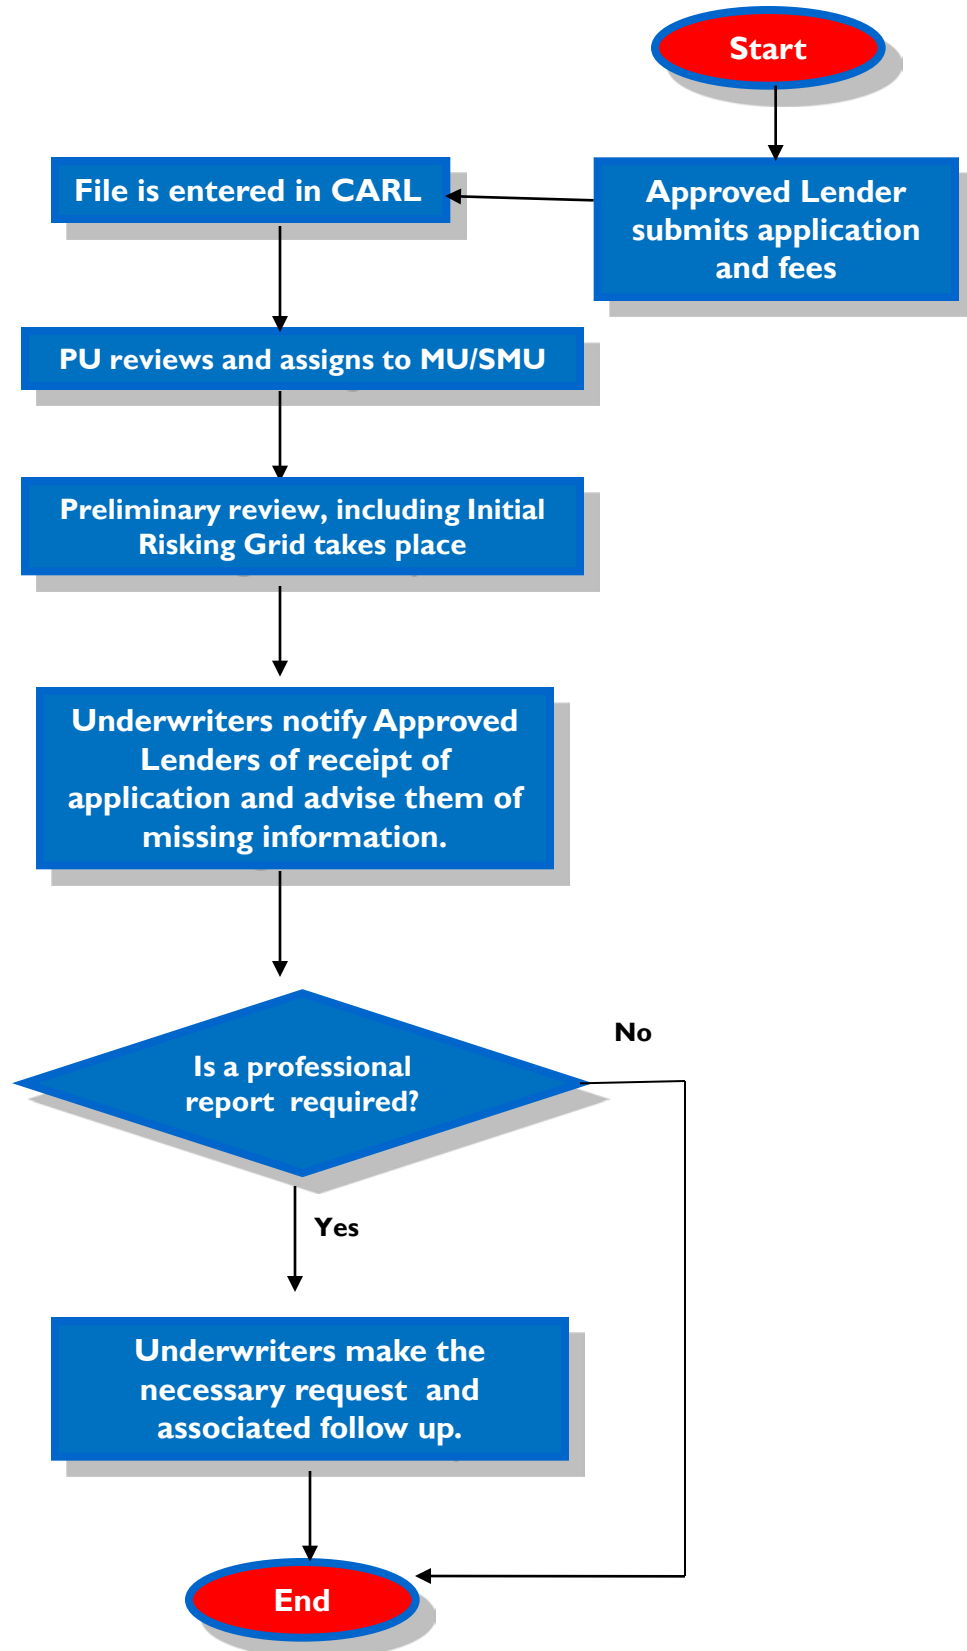 Start
Approved Lender
submits application
and fees
File is entered in CARL
PU reviews and assigns to MU/SMU
Preliminary review, including Initial
Risking Grid takes place
Underwriters notify Approved
Lenders of receipt of
application and advise them of
missing information.
Is a professional
report  required?
No
Yes
Underwriters make the
necessary request  and
associated follow up.
End